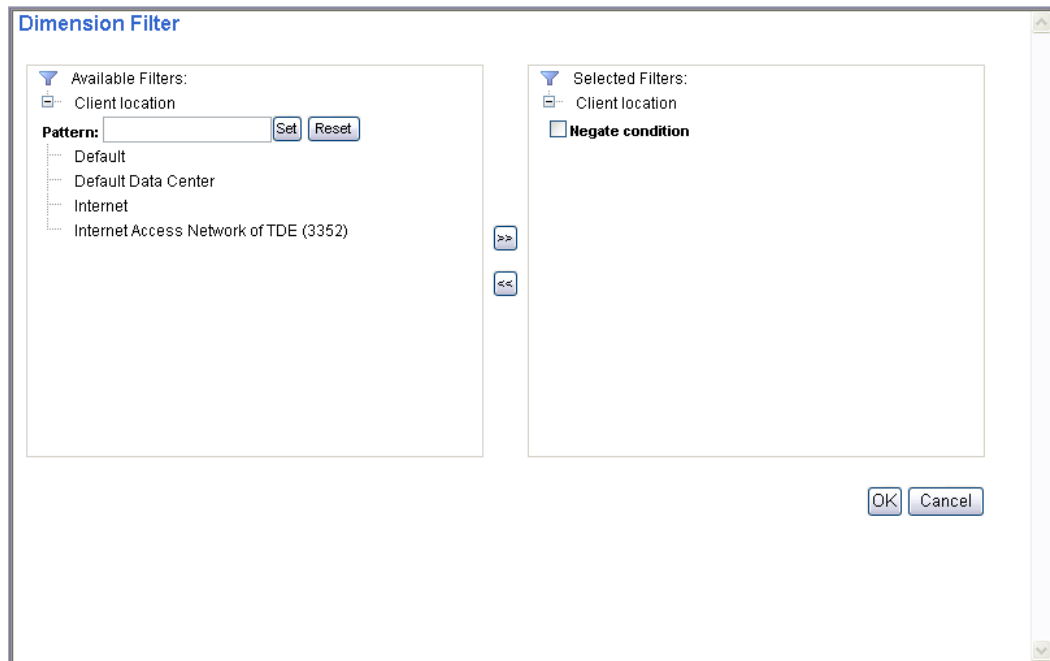 Dimension Filter
Available Filters:
Client location
Pattern: Set Reset
Default
Default Data Center
Internet
Internet Access Network of TDE (3352)
>>
<<
Selected Filters:
Client location
Negate condition
OK Cancel